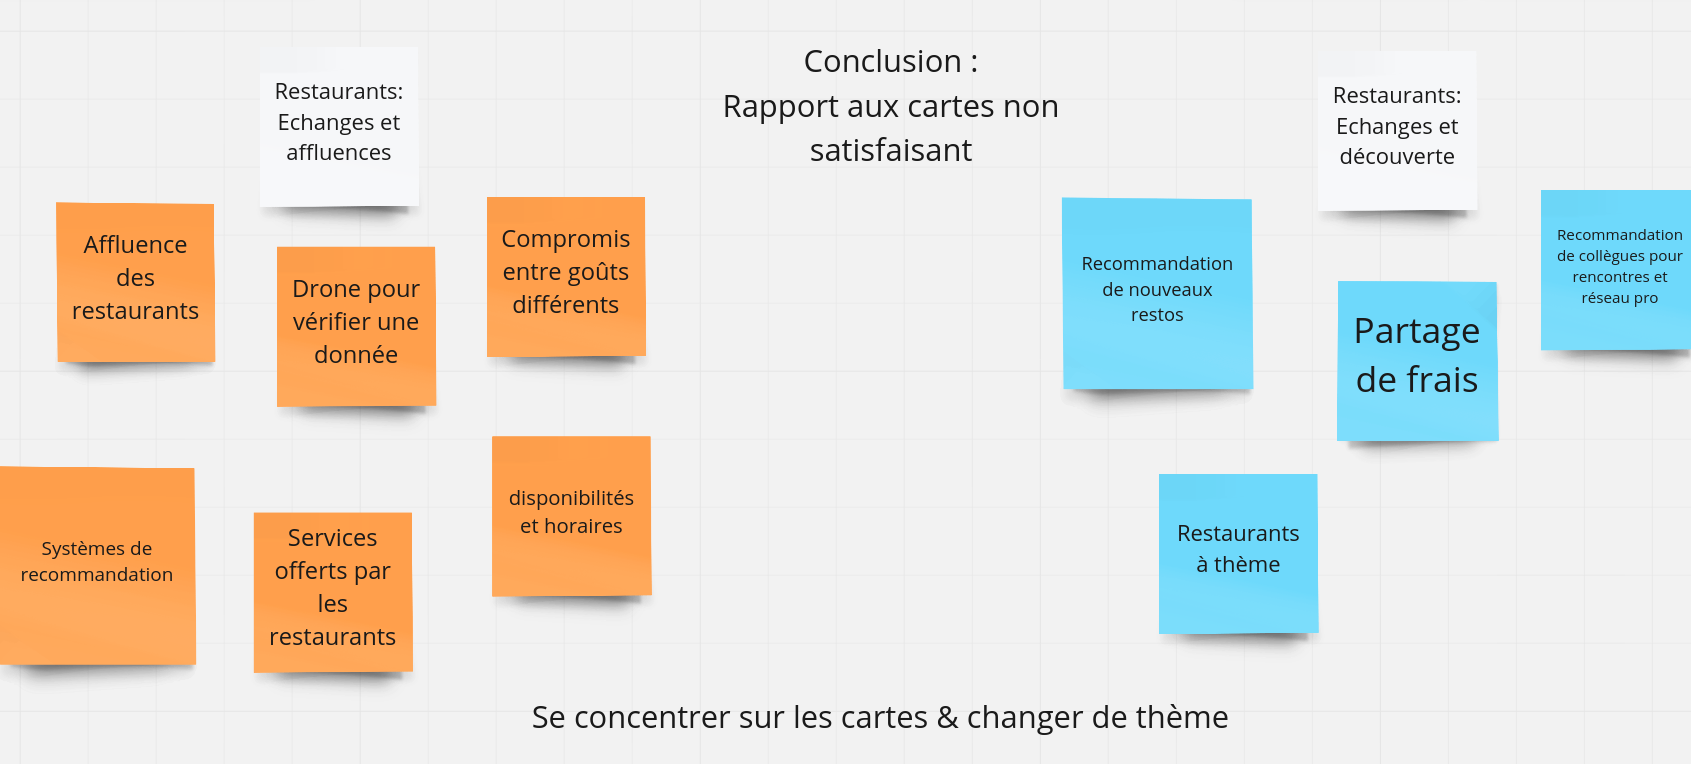 Restaurants:
Echanges et
affluences
Conclusion :
Rapport aux cartes non
satisfaisant
Restaurants:
Echanges et
découverte
Affluence
des
restaurants
Drone pour
vérifier une
donnée
Compromis
entre goûts
différents
Recommandation
de nouveaux
restos
Partage
de frais
Recommandation
de collègues pour
rencontres et
réseau pro
Systèmes de
recommandation
Services
offerts par
les
restaurants
disponibilités
et horaires
Restaurants
à thème
Se concentrer sur les cartes & changer de thème